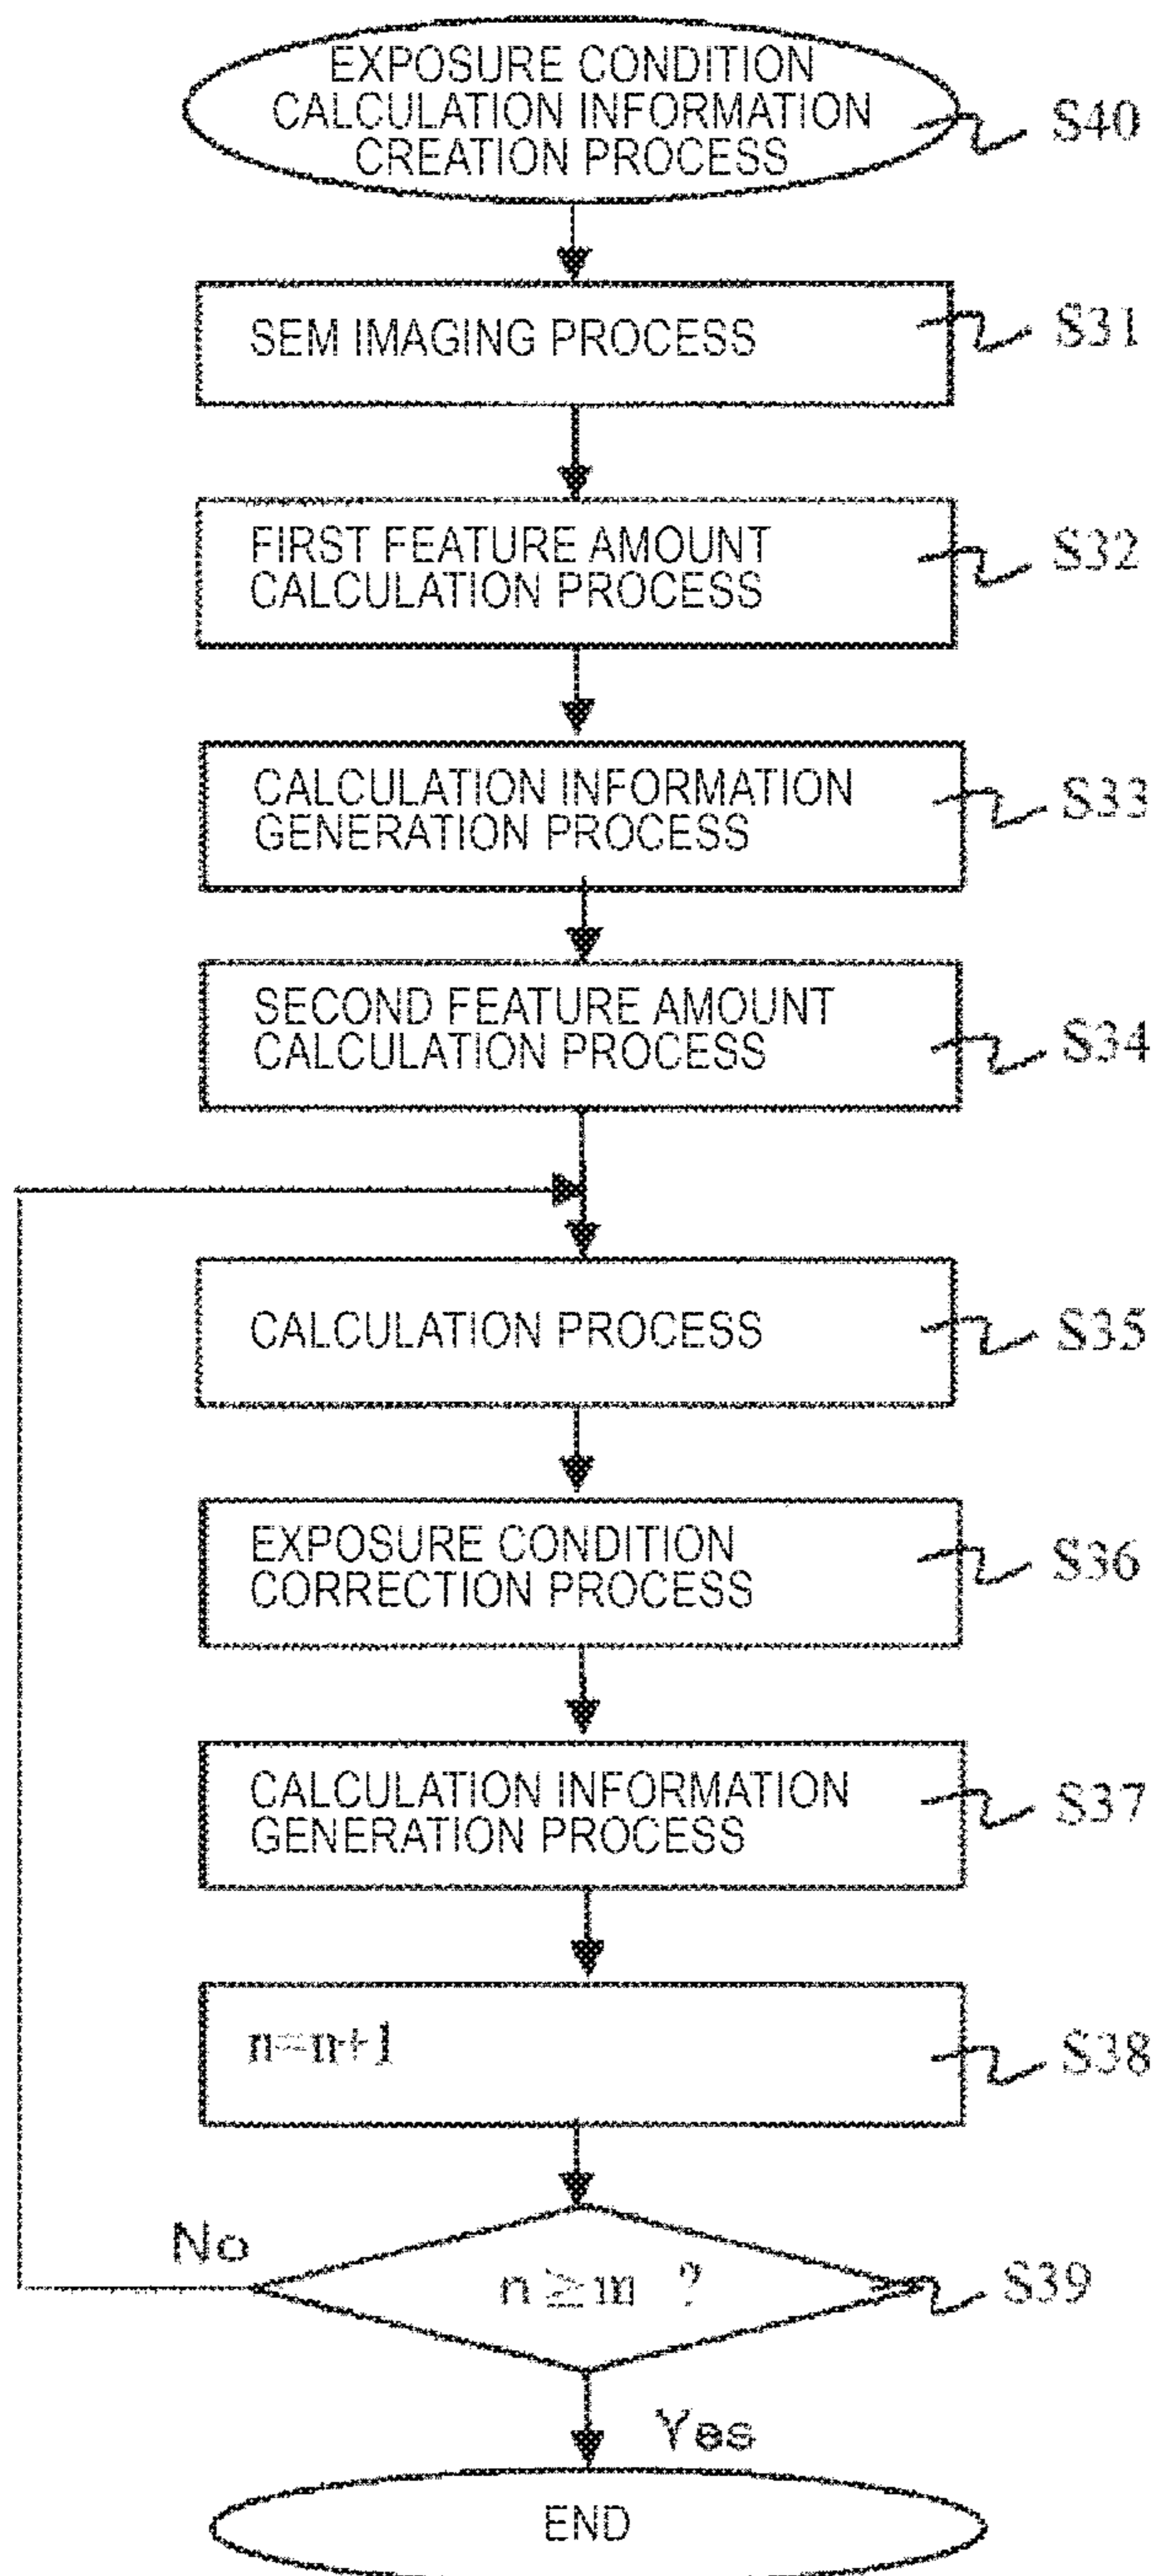 EXPOSURE CONDITION
CALCULATION INFORMATION
CREATION PROCESS
S40
SEM IMAGING PROCESS
S31
FIRST FEATURE AMOUNT
CALCULATION PROCESS
S32
CALCULATION INFORMATION
GENERATION PROCESS
S33
SECOND FEATURE AMOUNT
CALCULATION PROCESS
S34
CALCULATION PROCESS
S35
EXPOSURE CONDITION
CORRECTION PROCESS
S36
CALCULATION INFORMATION
GENERATION PROCESS
S37
n=n+1
S38
No
n≧m ?
S39
Yes
END